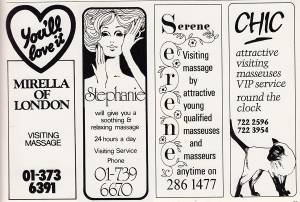 You'll
love it
MIRELLA
OF
LONDON
VISITING
MASSAGE
01-373
6391
Stephanie
will give you a
soothing &
relaxing massage
24 hours a day
Visiting Service
Phone
01-739
6670
Serene
Serene
Visiting
massage
by
attractive
young
qualified
masseuses
and
masseurs
anytime on
286 1477
CHIC
attractive
visiting
masseuses
VIP service
round the
clock
722 2596
722 3954